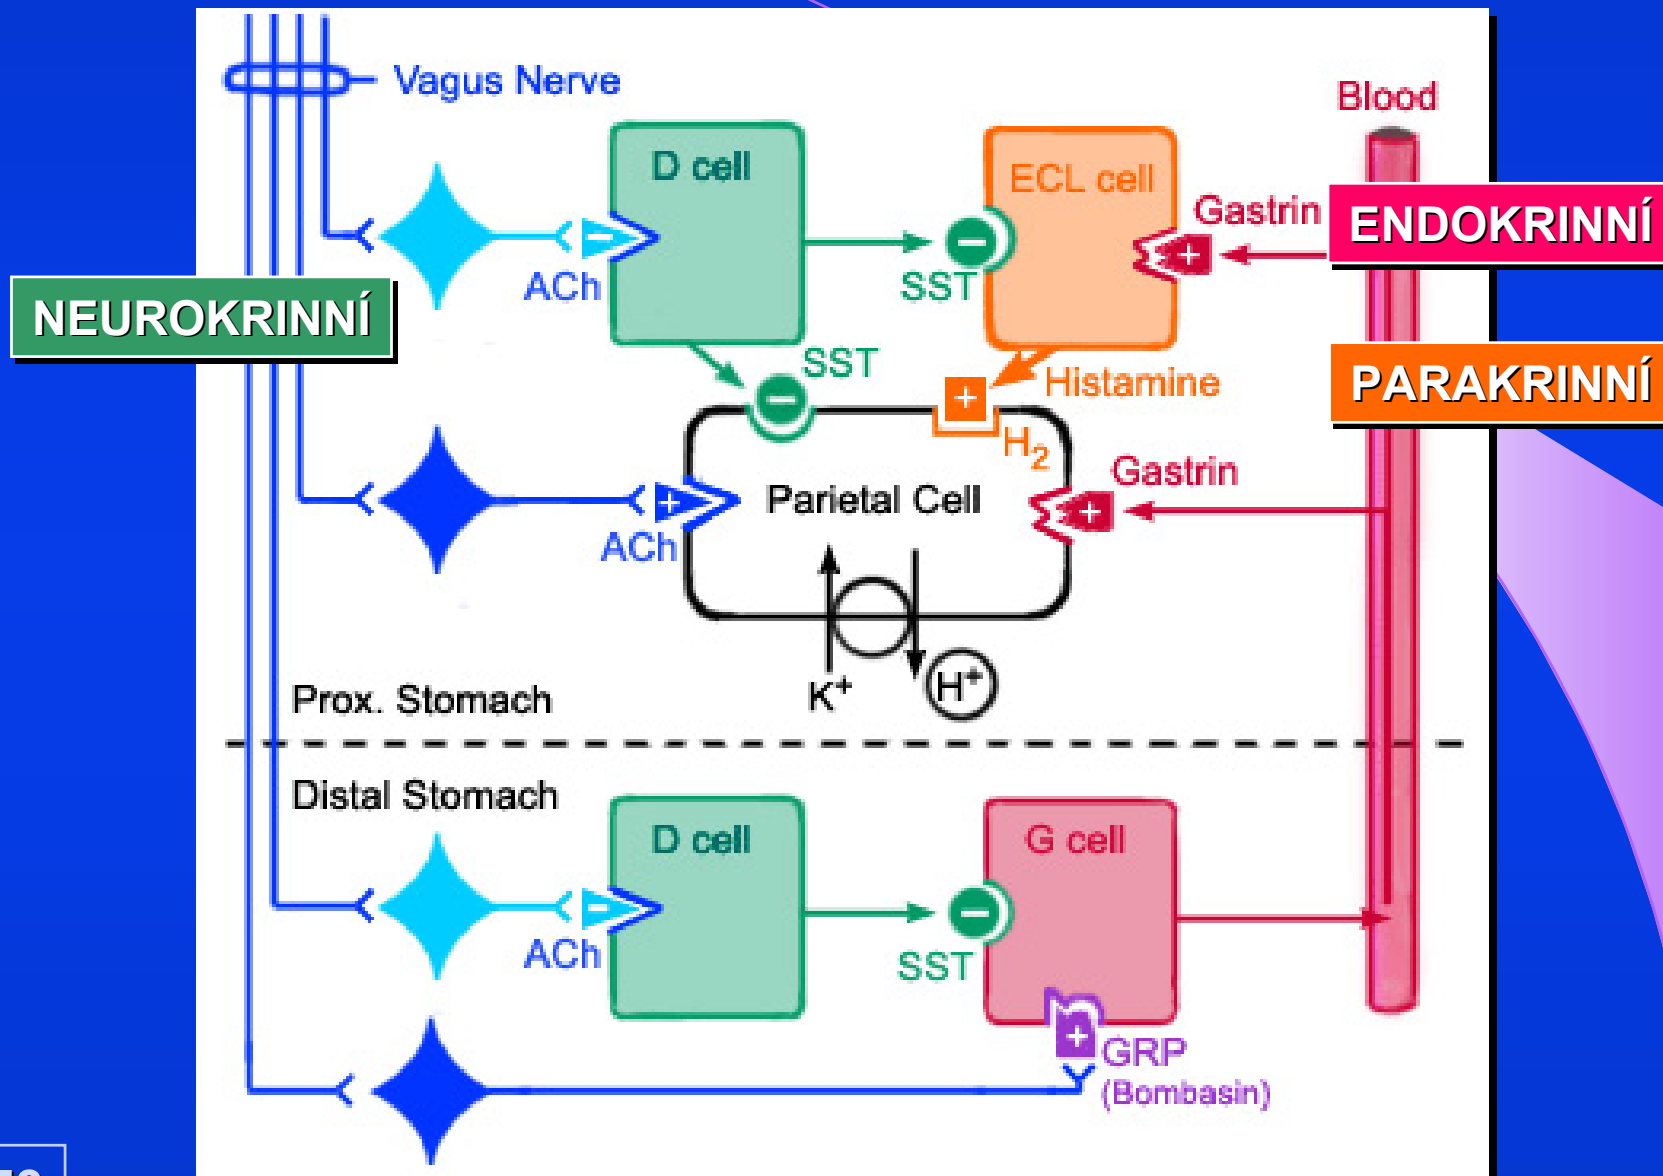 Vagus Nerve
Blood
D cell
ECL cell
Gastrin
ENDOKRINNÍ
ACh
SST
NEUROKRINNÍ
SST
Histamine
PARAKRINNÍ
H2
Gastrin
Parietal Cell
ACh
K+
H+
Prox. Stomach
Distal Stomach
D cell
G cell
ACh
SST
GRP
(Bombasin)